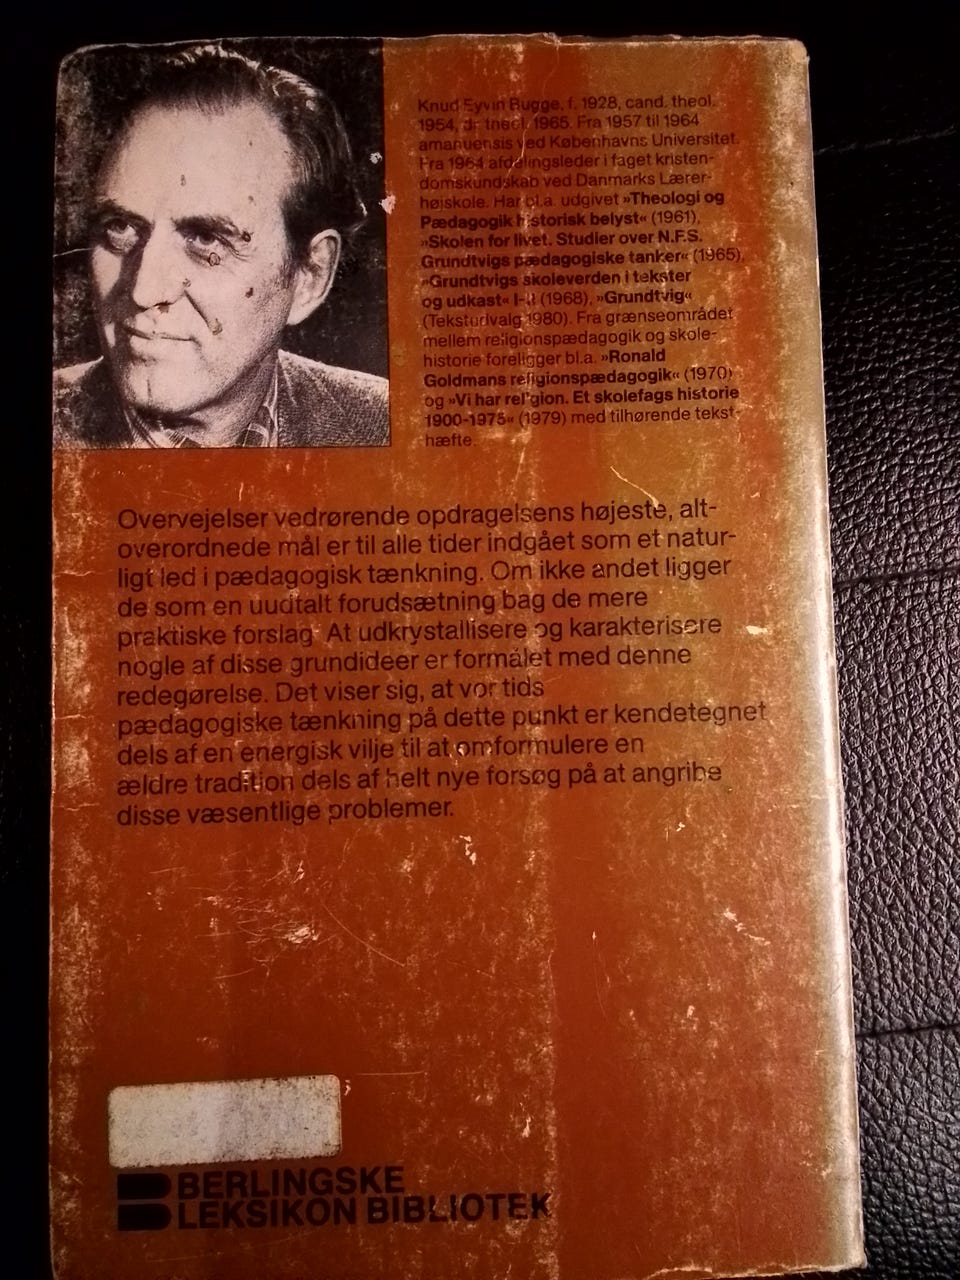 Knud Eyvin Bugge, f. 1928, cand. theol.
1954, dr. theol. 1965. Fra 1957 til 1964
amanuensis ved Københavns Universitet.
Fra 1964 afdelingsleder i faget kristen-
domskundskab ved Danmarks Lærer-
højskole. Har bl.a. udgivet »Theologi og
Pædagogik historisk belyst« (1961),
»Skolen for livet. Studier over N.F.S.
Grundtvigs pædagogiske tanker« (1965),
»Grundtvigs skoleverden i tekster
og udkast« I-II (1968), »Grundtvig«
(Tekstudvalg 1980). Fra grænseområdet
mellem religionspædagogik og skole-
historie foreligger bl.a. »Ronald
Goldmans religionspædagogik« (1970)
og »Vi har religion. Et skolefags historie
1900-1975« (1979) med tilhørende tekst-
hæfte.
Overvejelser vedrørende opdragelsens højeste, alt-
overordnede mål er til alle tider indgået som et natur-
ligt led i pædagogisk tænkning. Om ikke andet ligger
de som en uudtalt forudsætning bag de mere
praktiske forslag. At udkrystallisere og karakterisere
nogle af disse grundideer er formålet med denne
redegørelse. Det viser sig, at vor tids
pædagogiske tænkning på dette punkt er kendetegnet
dels af en energisk vilje til at omformulere en
ældre tradition dels af helt nye forsøg på at angribe
disse væsentlige problemer.
BERLINGSKE
LEKSIKON BIBLIOTEK